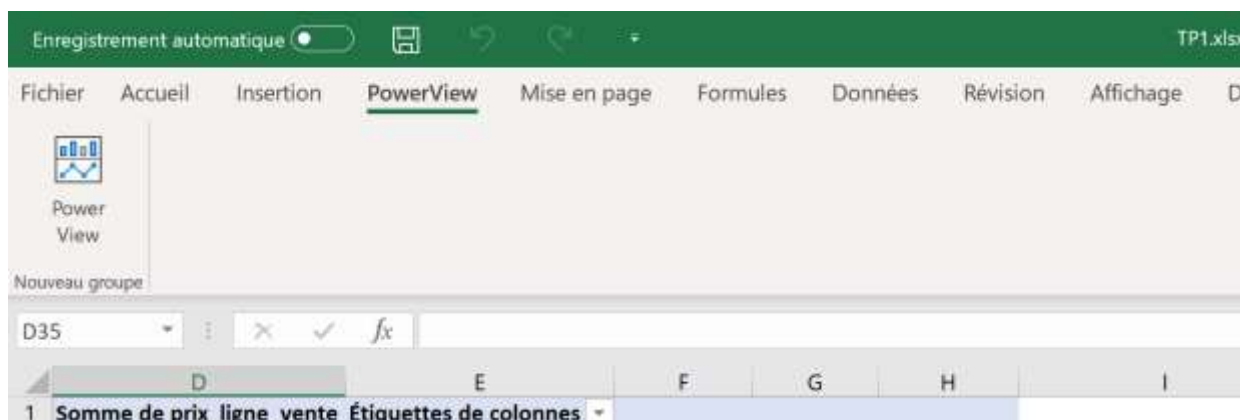 Enregistrement automatique TP1.xlsx
Fichier Accueil Insertion PowerView Mise en page Formules Données Révision Affichage D
Power
View
Nouveau groupe
D35 fx
D E F G H I
1 Somme de prix_ligne_vente Étiquettes de colonnes